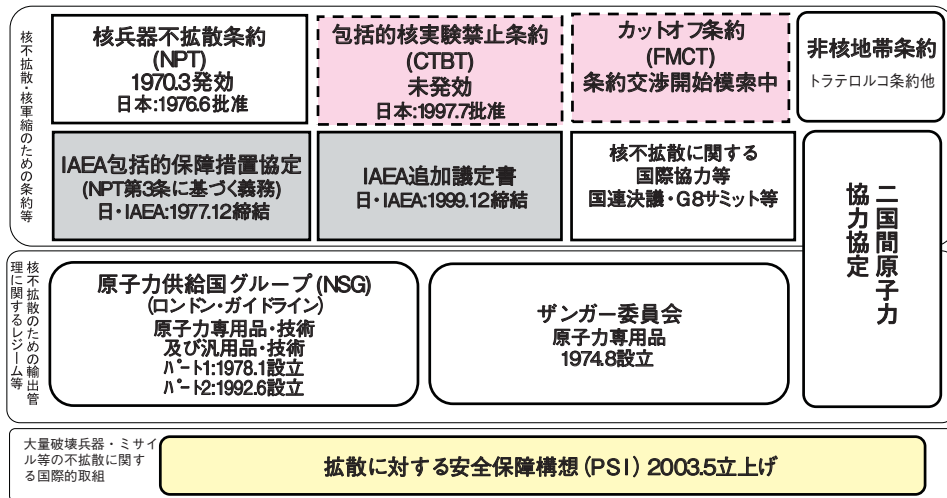 核不拡散・核軍縮のための条約等
核兵器不拡散条約
(NPT)
1970.3発効
日本:1976.6批准
包括的核実験禁止条約
(CTBT)
未発効
日本:1997.7批准
カットオフ条約
(FMCT)
条約交渉開始模索中
非核地帯条約
トラテロルコ条約他
IAEA包括的保障措置協定
(NPT第3条に基づく義務)
日・IAEA:1977.12締結
IAEA追加議定書
日・IAEA:1999.12締結
核不拡散に関する
国際協力等
国連決議・G8サミット等
二国間原子力
協力協定
核不拡散のための輸出管
理に関するレジーム等
原子力供給国グループ(NSG)
(ロンドン・ガイドライン)
原子力専用品・技術
及び汎用品・技術
パート1:1978.1設立
パート2:1992.6設立
ザンガー委員会
原子力専用品
1974.8設立
大量破壊兵器・ミサイ
ル等の不拡散に関す
る国際的取組
拡散に対する安全保障構想(PSI) 2003.5立上げ